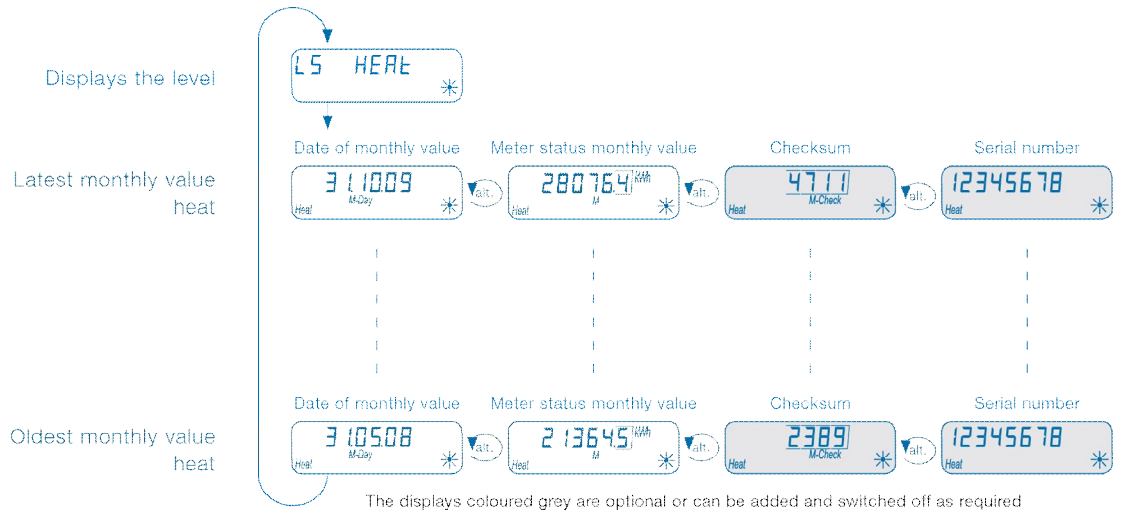 Displays the level
L5 HEAt
Date of monthly value Meter status monthly value Checksum Serial number
Latest monthly value
heat
31.10.09 alt. 28076.4 kWh alt. 4711 alt. 12345678
Heat M-Day Heat M Heat M-Check Heat
Date of monthly value Meter status monthly value Checksum Serial number
Oldest monthly value
heat
31.05.08 alt. 21364.5 kWh alt. 2389 alt. 12345678
Heat M-Day Heat M Heat M-Check Heat
The displays coloured grey are optional or can be added and switched off as required